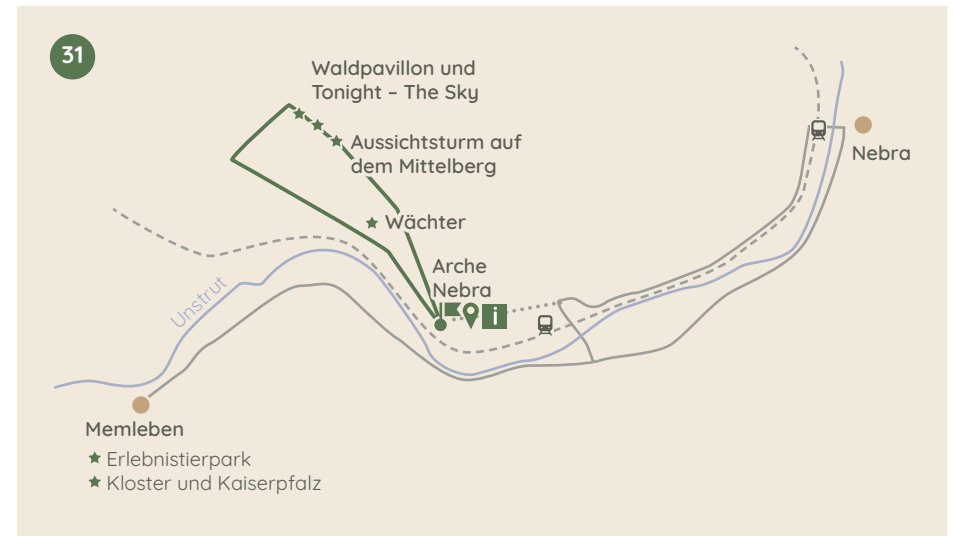 31
Waldpavillon und
Tonight – The Sky
Aussichtsturm auf
dem Mittelberg
Nebra
Wächter
Arche
Nebra
i
Unstrut
Memleben
Erlebnistierpark
Kloster und Kaiserpfalz